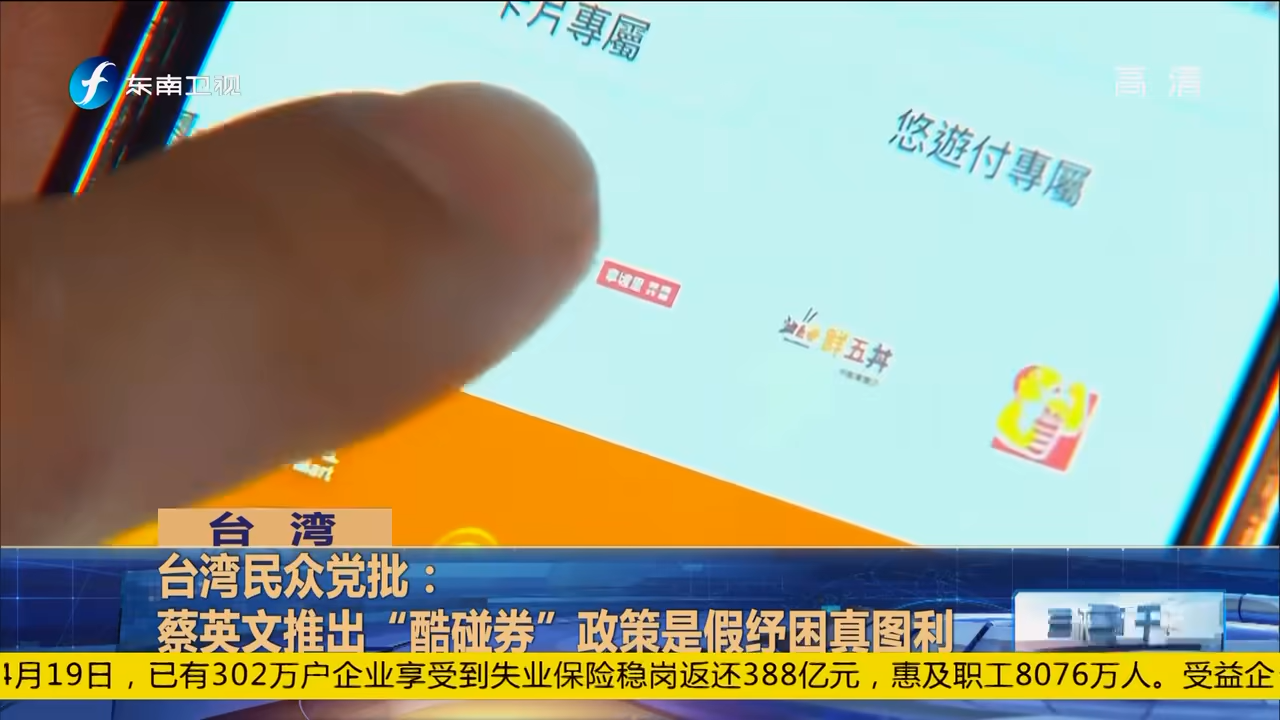 卡片專屬
东南卫视
高清
悠遊付專屬
鮮五丼
台湾
台湾民众党批：
蔡英文推出“酷碰券”政策是假纾困真图利
4月19日，已有302万户企业享受到失业保险稳岗返还388亿元，惠及职工8076万人。受益企